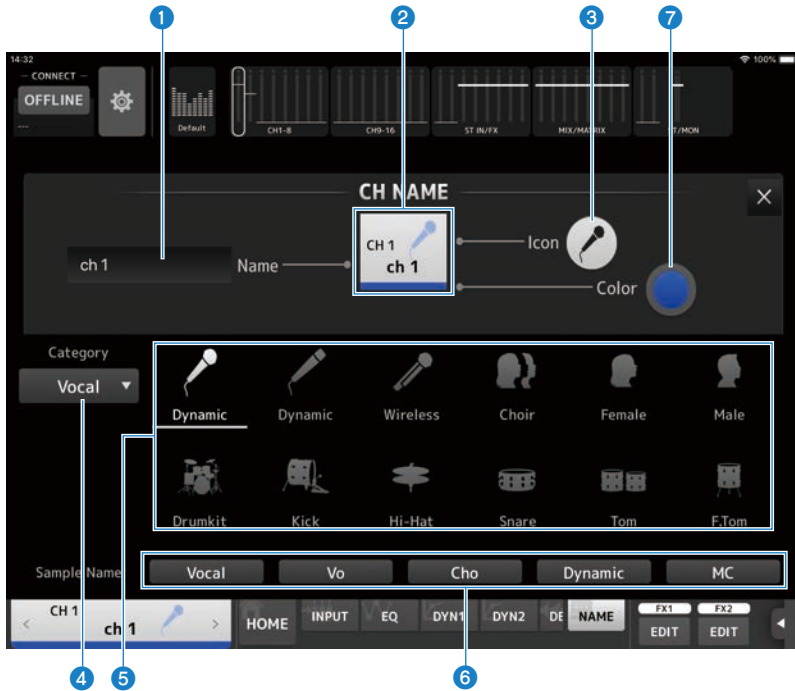 1 2 3 7
14:32
100%
CONNECT
OFFLINE
---
Default
CH1-8
CH9-16
ST IN/FX
MIX/MATRIX
CH NAME
ch 1
Name
CH 1
ch 1
Icon
Color
Category
Vocal
Dynamic Dynamic Wireless Choir Female Male
Drumkit Kick Hi-Hat Snare Tom F.Tom
Sample Name
Vocal Vo Cho Dynamic MC
CH 1
ch 1
HOME INPUT EQ DYN1 DYN2 DE NAME
FX1 FX2
EDIT EDIT
4 5 6